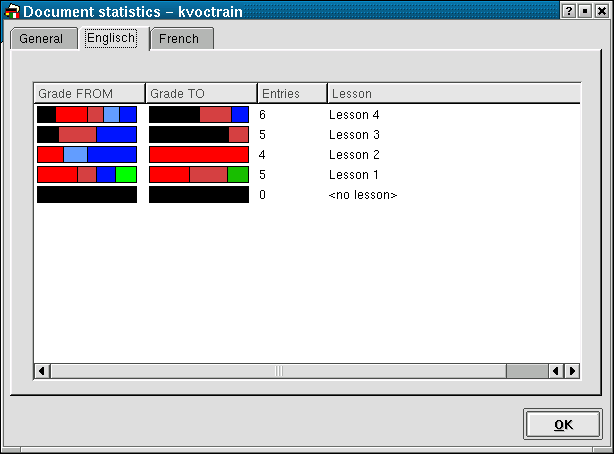 Document statistics – kvoctrain
General Englisch French
Grade FROM Grade TO Entries Lesson
6 Lesson 4
5 Lesson 3
4 Lesson 2
5 Lesson 1
0 <no lesson>
OK